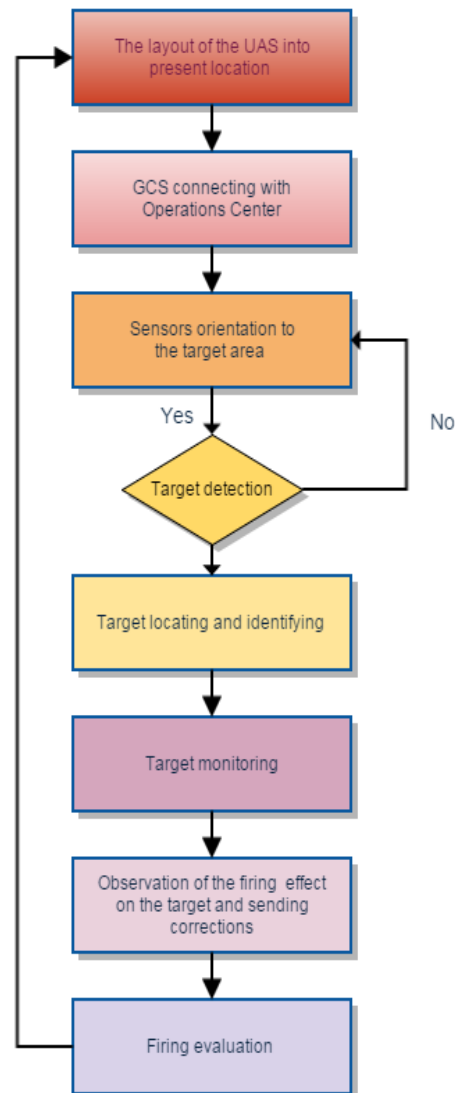 The layout of the UAS into
present location
GCS connecting with
Operations Center
Sensors orientation to
the target area
Yes
No
Target detection
Target locating and identifying
Target monitoring
Observation of the firing effect
on the target and sending
corrections
Firing evaluation